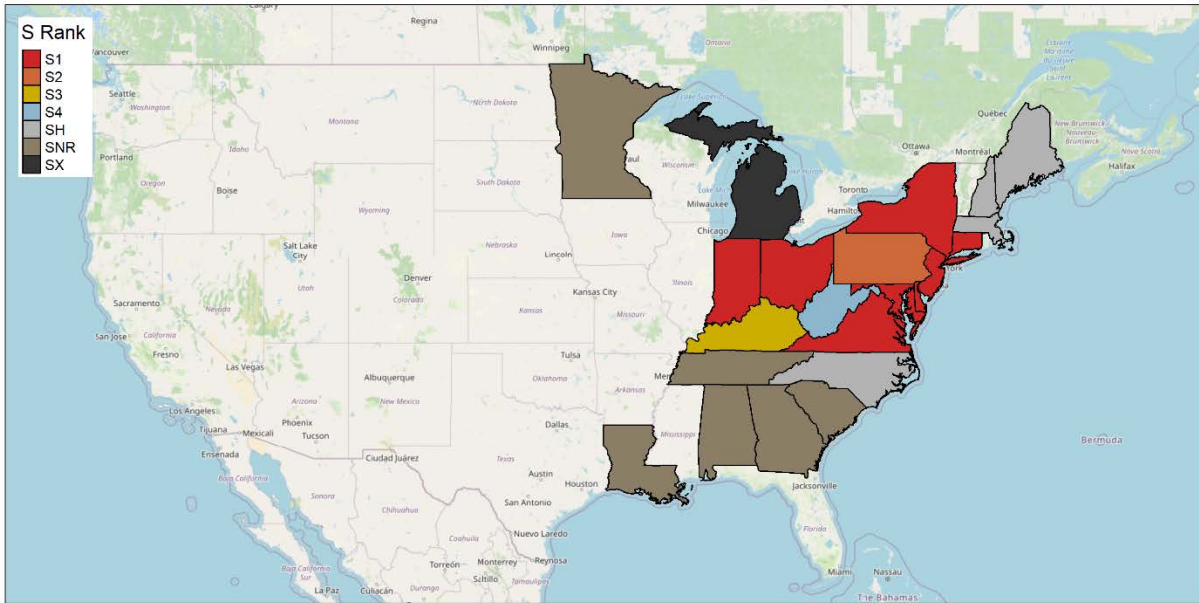 S Rank
S1
S2
S3
S4
SH
SNR
SX
Calgary
Regina
Vancouver
Winnipeg
Ontario
Seattle
Washington
Montana
North Dakota
Lake Superior
Québec
New Brunswick
Nouveau-
Brunswick
Nova Scotia
Portland
Oregon
Idaho
Boise
Wyoming
South Dakota
Paul
Wisconsin
Ottawa
Montréal
Halifax
Milwaukee
Toronto
Hamilton
Chicago
Iowa
Nebraska
Lincoln
Salt Lake
City
Utah
Nevada
Denver
Colorado
Sacramento
San Jose
California
Fresno
Las Vegas
Kansas City
Kansas
Missouri
Illinois
York
Tulsa
Oklahoma
Arkansas
Albuquerque
New Mexico
Arizona
Phoenix
Tucson
Los Angeles
Tijuana
Mexicali
Ensenada
Dallas
Mississippi
Texas
Austin
Houston
San Antonio
Ciudad Juárez
Baja California
Sonora
Chihuahua
Coahuila
Nuevo Laredo
Monterrey
Reynosa
Torreón
Saltillo
Tamaulipas
Durango
Culiacán
La Paz
Baja California
Sur
Jacksonville
Florida
Miami
Nassau
The Bahamas
Bermuda